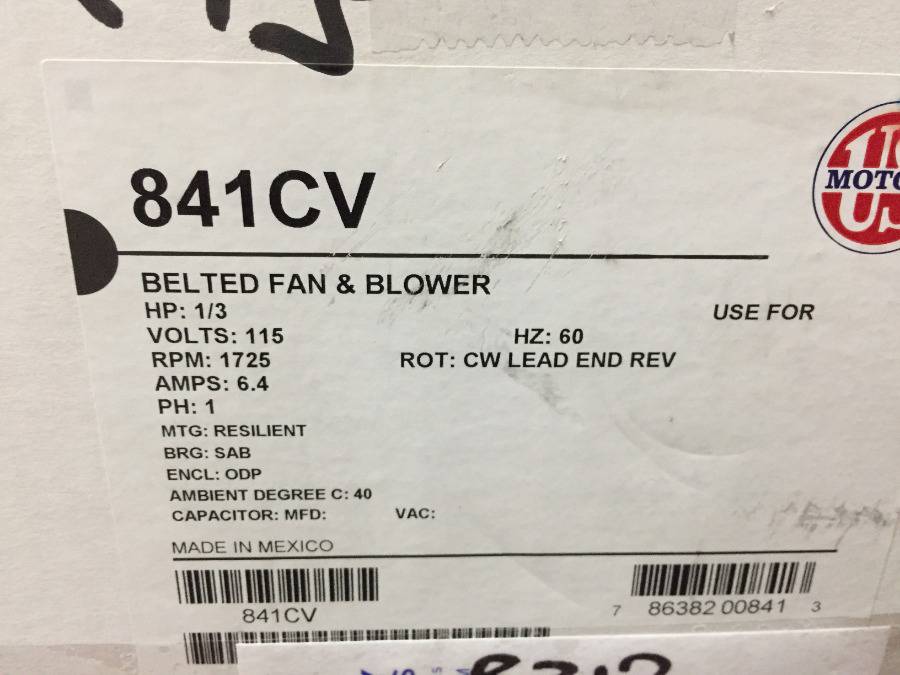 841CV
BELTED FAN & BLOWER
HP: 1/3
USE FOR
VOLTS: 115 HZ: 60
RPM: 1725 ROT: CW LEAD END REV
AMPS: 6.4
PH: 1
MTG: RESILIENT
BRG: SAB
ENCL: ODP
AMBIENT DEGREE C: 40
CAPACITOR: MFD: VAC:
MADE IN MEXICO
841CV
7 86382 00841 3